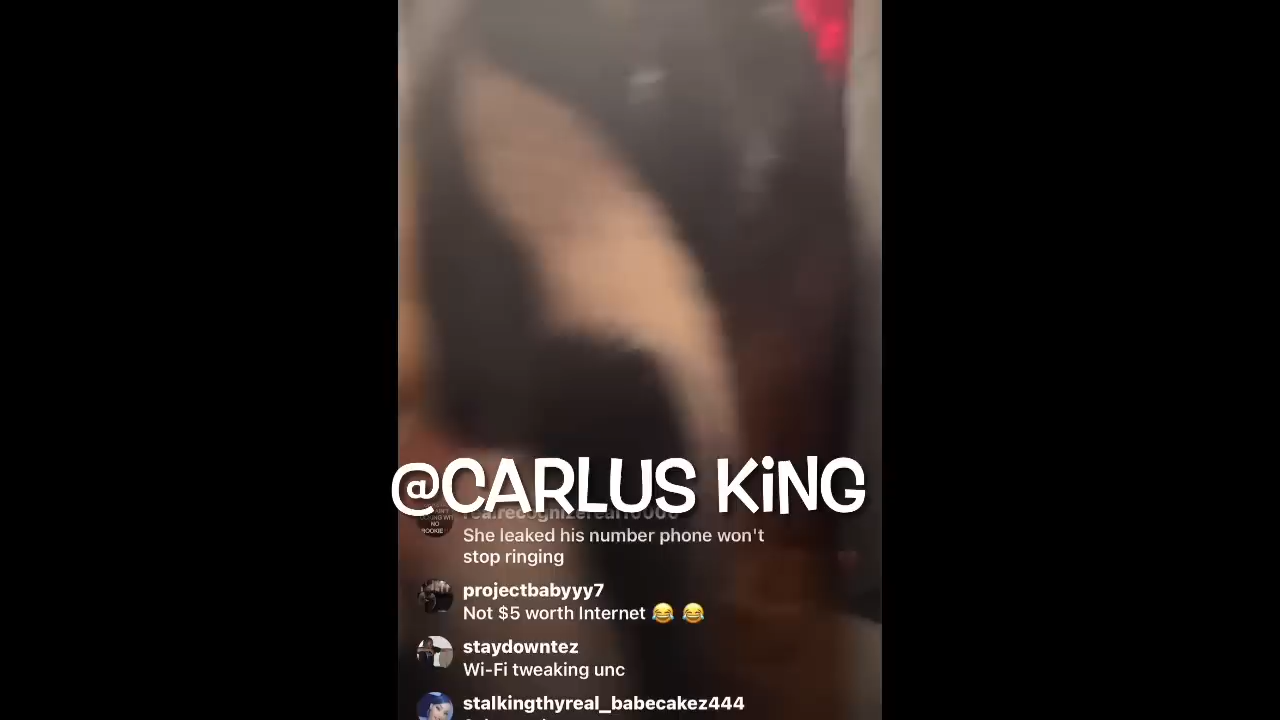 @CARLUS KiNG
She leaked his number phone won't
stop ringing
projectbabyyy7
Not $5 worth Internet 😂 😂
staydowntez
Wi-Fi tweaking unc
stalkingthyreal_babecakez444